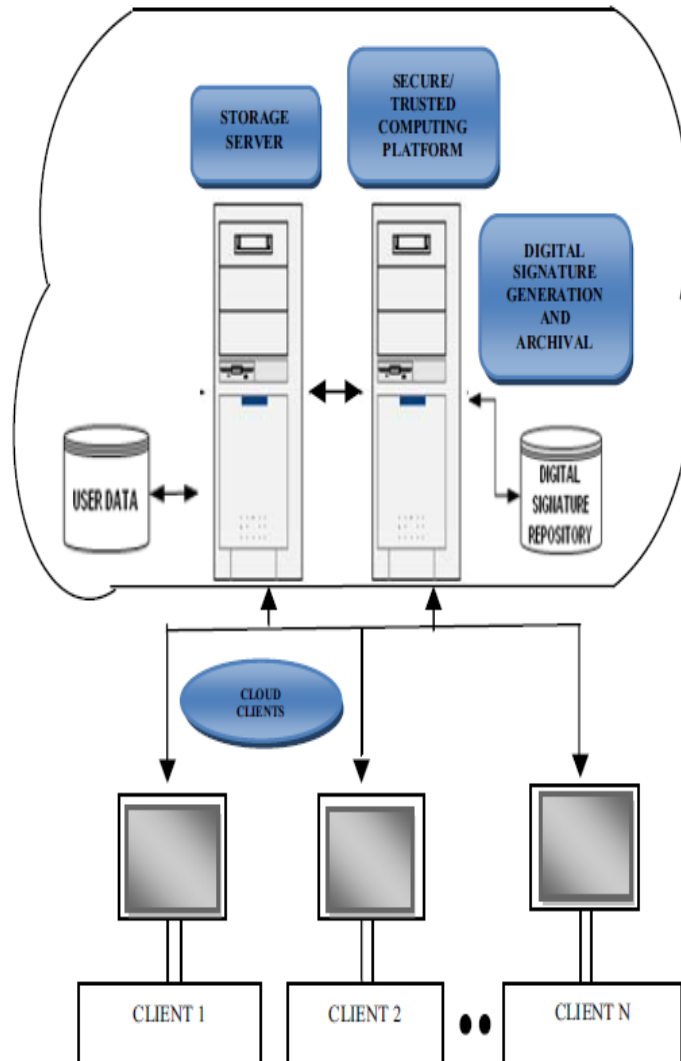 STORAGE
SERVER
SECURE/
TRUSTED
COMPUTING
PLATFORM
DIGITAL
SIGNATURE
GENERATION
AND
ARCHIVAL
USER DATA
DIGITAL
SIGNATURE
REPOSITORY
CLOUD
CLIENTS
CLIENT 1
CLIENT 2
CLIENT N